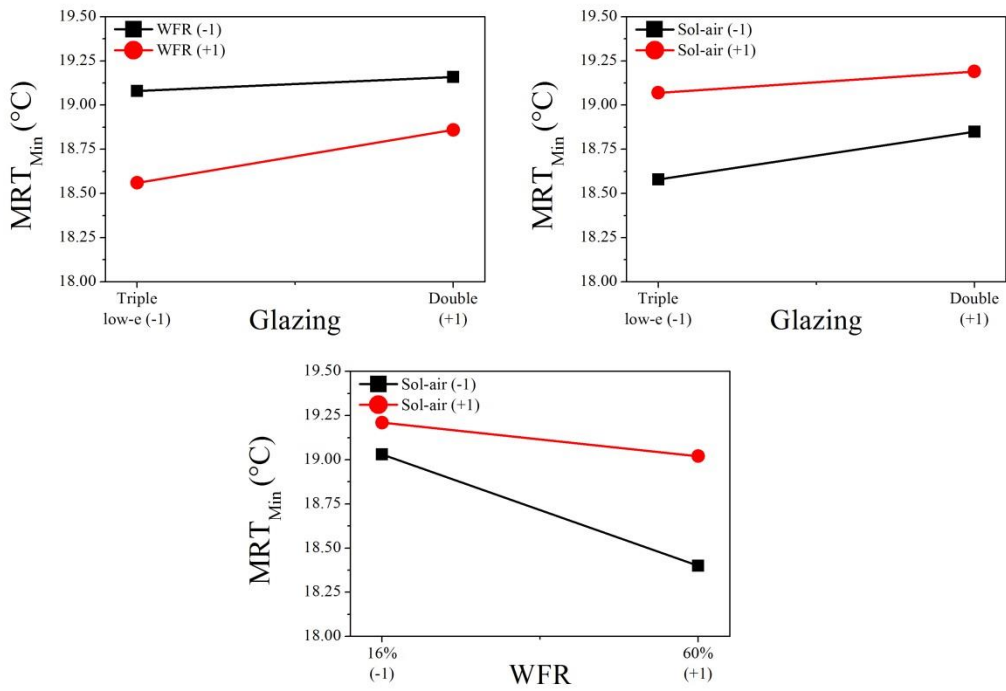 MRT_Min (°C)
19.50
19.25
19.00
18.75
18.50
18.25
18.00
WFR (-1)
WFR (+1)
Triple
low-e (-1)
Glazing
Double
(+1)
MRT_Min (°C)
19.50
19.25
19.00
18.75
18.50
18.25
18.00
Sol-air (-1)
Sol-air (+1)
Triple
low-e (-1)
Glazing
Double
(+1)
MRT_Min (°C)
19.50
19.25
19.00
18.75
18.50
18.25
18.00
Sol-air (-1)
Sol-air (+1)
16%
(-1)
WFR
60%
(+1)